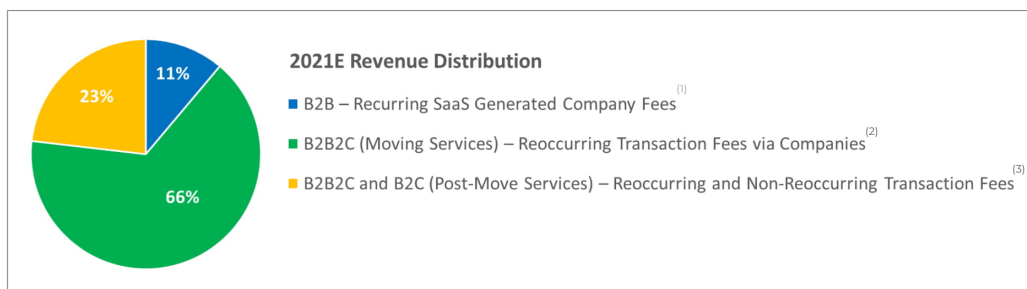 2021E Revenue Distribution
11%
B2B – Recurring SaaS Generated Company Fees(1)
23%
B2B2C (Moving Services) – Reoccurring Transaction Fees via Companies(2)
B2B2C and B2C (Post-Move Services) – Reoccurring and Non-Reoccurring Transaction Fees(3)
66%